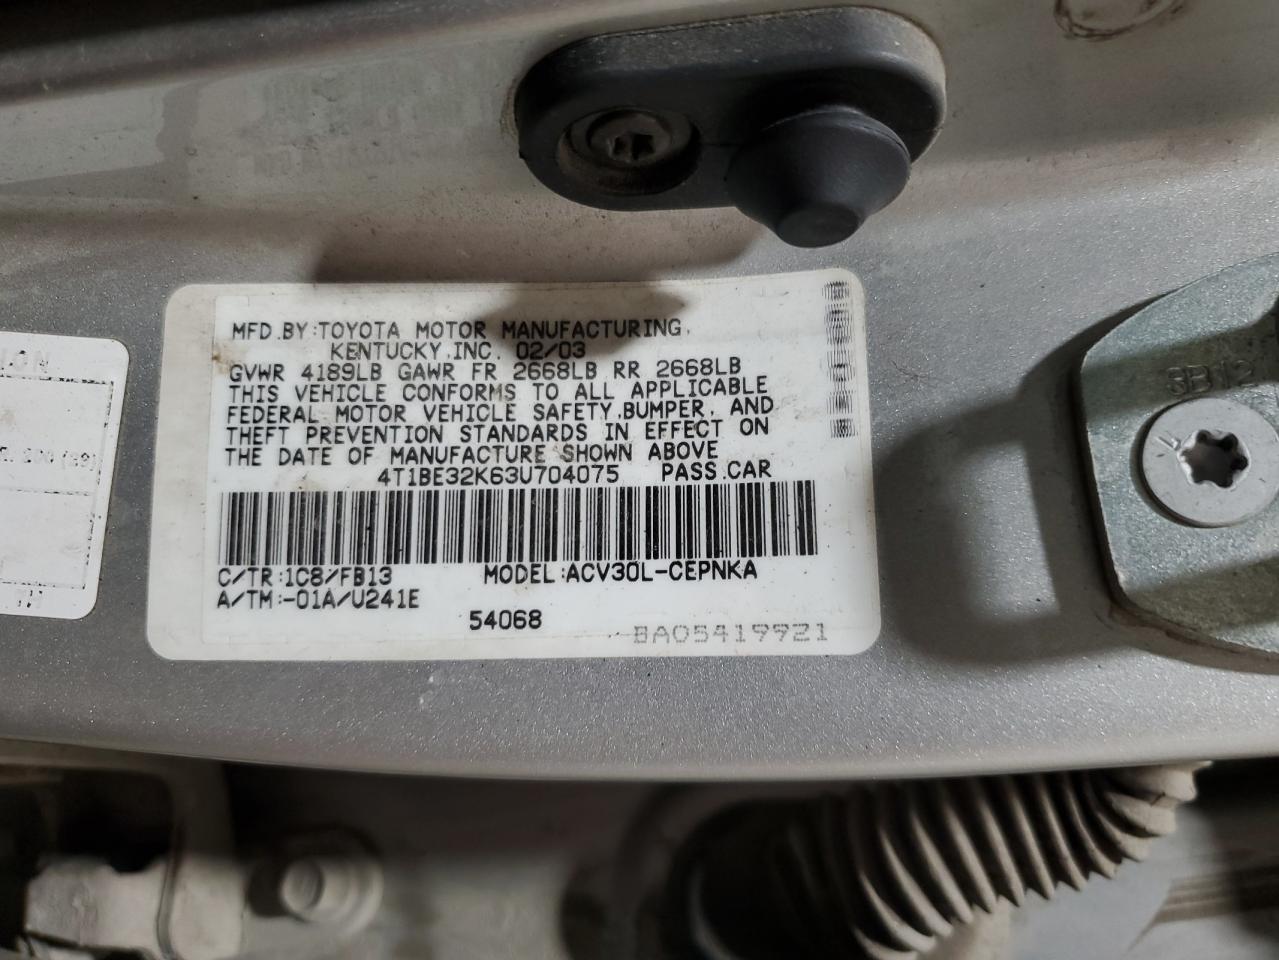 MFD.BY:TOYOTA MOTOR MANUFACTURING,
KENTUCKY,INC. 02/03
GVWR 4189LB GAWR FR 2668LB RR 2668LB
THIS VEHICLE CONFORMS TO ALL APPLICABLE
FEDERAL MOTOR VEHICLE SAFETY,BUMPER, AND
THEFT PREVENTION STANDARDS IN EFFECT ON
THE DATE OF MANUFACTURE SHOWN ABOVE
4T1BE32K63U704075 PASS.CAR
C/TR:1C8/FB13 MODEL:ACV30L-CEPNKA
A/TM:-01A/U241E
54068 BA05419921
3B12